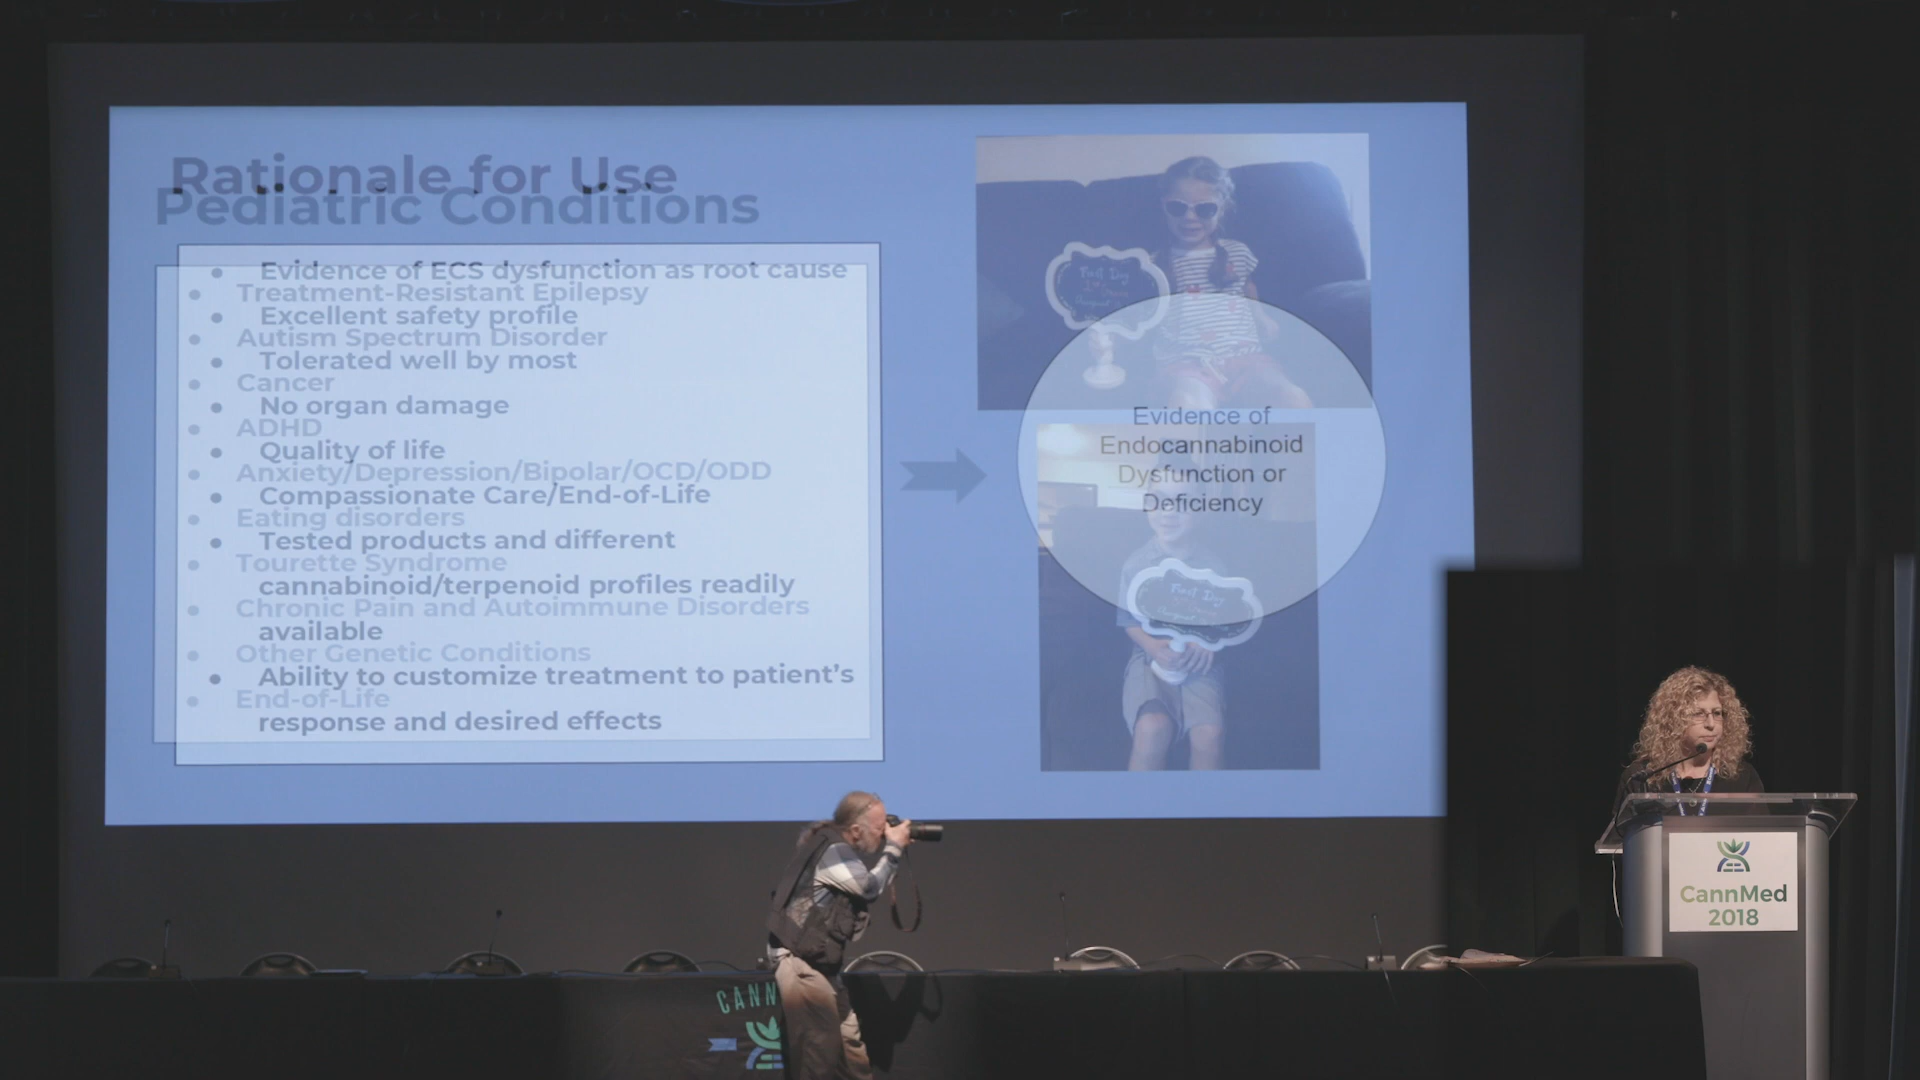 Rationale for Use
Pediatric Conditions
Evidence of ECS dysfunction as root cause
Treatment-Resistant Epilepsy
Excellent safety profile
Autism Spectrum Disorder
Tolerated well by most
Cancer
No organ damage
ADHD
Quality of life
Anxiety/Depression/Bipolar/OCD/ODD
Compassionate Care/End-of-Life
Eating disorders
Tested products and different
Tourette Syndrome
cannabinoid/terpenoid profiles readily
Chronic Pain and Autoimmune Disorders
available
Other Genetic Conditions
Ability to customize treatment to patient's
End-of-Life
response and desired effects
First Day
Evidence of
Endocannabinoid
Dysfunction or
Deficiency
First Day
CannMed
2018
CANN